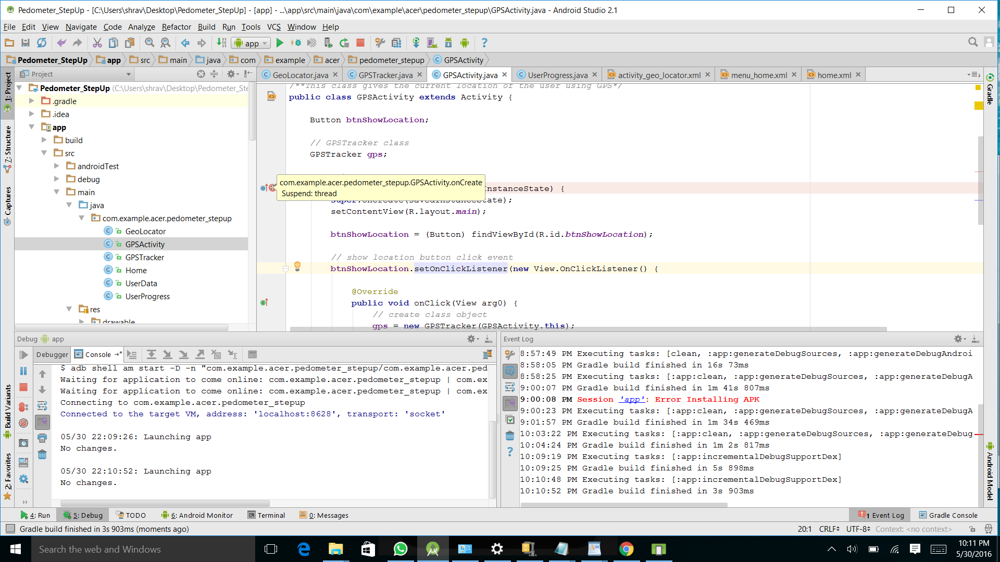 Pedometer_StepUp - [C:\Users\shrav\Desktop\Pedometer_StepUp] - [app] - ...\app\src\main\java\com\example\acer\pedometer_stepup\GPSActivity.java - Android Studio 2.1
File Edit View Navigate Code Analyze Refactor Build Run Tools VCS Window Help
app
Pedometer_StepUp app src main java com example acer pedometer_stepup GPSActivity
Project
GeoLocator.java GPSTracker.java GPSActivity.java UserProgress.java activity_geo_locator.xml menu_home.xml home.xml
1: Project
7: Structure
Captures
Build Variants
2: Favorites
Pedometer_StepUp (C:\Users\shrav\Desktop\Pedometer_Ste
.gradle
.idea
app
build
src
androidTest
debug
main
java
com.example.acer.pedometer_stepup
GeoLocator
GPSActivity
GPSTracker
Home
UserData
UserProgress
res
drawable
/**This class gives the current location of the user using GPS*/
public class GPSActivity extends Activity {
Button btnShowLocation;
// GPSTracker class
GPSTracker gps;
com.example.acer.pedometer_stepup.GPSActivity.onCreate
Suspend: thread
InstanceState) {
super.onCreate(savedInstanceState);
setContentView(R.layout.main);
btnShowLocation = (Button) findViewById(R.id.btnShowLocation);
// show location button click event
btnShowLocation.setOnClickListener(new View.OnClickListener() {
@Override
public void onClick(View arg0) {
// create class object
gps = new GPSTracker(GPSActivity.this);
Gradle
Android Model
Debug app
Debugger Console
$ adb shell am start -D -n "com.example.acer.pedometer_stepup/com.example.acer.ped
Waiting for application to come online: com.example.acer.pedometer_stepup | com.ex
Waiting for application to come online: com.example.acer.pedometer_stepup | com.ex
Connecting to com.example.acer.pedometer_stepup
Connected to the target VM, address: 'localhost:8628', transport: 'socket'
05/30 22:09:26: Launching app
No changes.
05/30 22:10:52: Launching app
No changes.
Event Log
8:57:49 PM Executing tasks: [clean, :app:generateDebugSources, :app:generateDebugAndroi
8:58:05 PM Gradle build finished in 16s 73ms
8:58:25 PM Executing tasks: [:app:clean, :app:generateDebugSources, :app:generateDebugA
9:00:07 PM Gradle build finished in 1m 41s 807ms
9:00:08 PM Session 'app': Error Installing APK
9:00:23 PM Executing tasks: [:app:clean, :app:generateDebugSources, :app:generateDebugA
9:01:57 PM Gradle build finished in 1m 34s 469ms
10:03:22 PM Executing tasks: [:app:clean, :app:generateDebugSources, :app:generateDebug
10:04:24 PM Gradle build finished in 1m 2s 817ms
10:09:19 PM Executing tasks: [:app:incrementalDebugSupportDex]
10:09:25 PM Gradle build finished in 5s 898ms
10:10:48 PM Executing tasks: [:app:incrementalDebugSupportDex]
10:10:52 PM Gradle build finished in 3s 903ms
4: Run 5: Debug TODO 6: Android Monitor Terminal 0: Messages 1 Event Log Gradle Console
Gradle build finished in 3s 903ms (moments ago) 20:1 CRLF UTF-8 Context: <no context>
Search the web and Windows
10:11 PM
5/30/2016